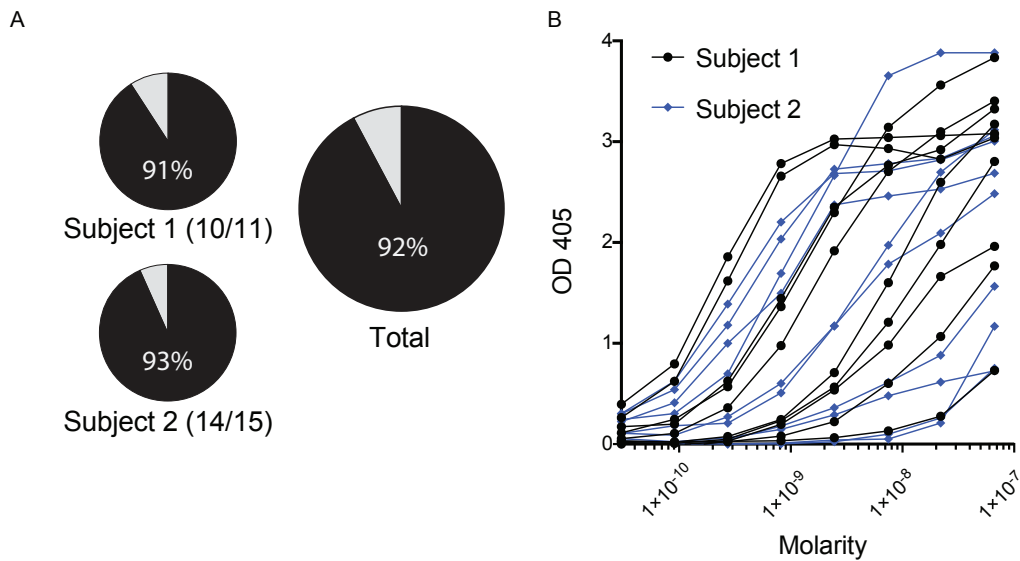 A
91%
Subject 1 (10/11)
93%
Subject 2 (14/15)
92%
Total
B
Subject 1
Subject 2
4
3
2
1
0
OD 405
1×10⁻¹⁰
1×10⁻⁹
1×10⁻⁸
1×10⁻⁷
Molarity